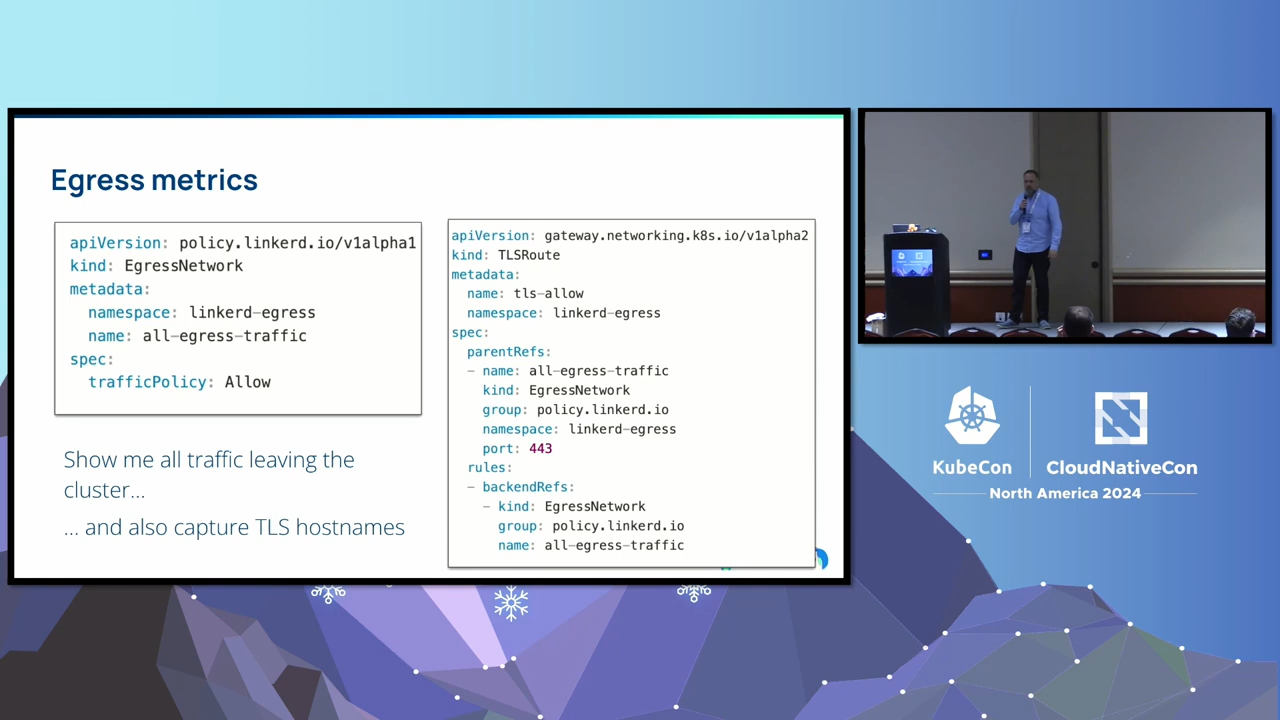 Egress metrics
apiVersion: policy.linkerd.io/v1alpha1
kind: EgressNetwork
metadata:
  namespace: linkerd-egress
  name: all-egress-traffic
spec:
  trafficPolicy: Allow
Show me all traffic leaving the
cluster...
... and also capture TLS hostnames
apiVersion: gateway.networking.k8s.io/v1alpha2
kind: TLSRoute
metadata:
  name: tls-allow
  namespace: linkerd-egress
spec:
  parentRefs:
  - name: all-egress-traffic
    kind: EgressNetwork
    group: policy.linkerd.io
    namespace: linkerd-egress
    port: 443
  rules:
  - backendRefs:
    - kind: EgressNetwork
      group: policy.linkerd.io
      name: all-egress-traffic
KubeCon
CloudNativeCon
North America 2024